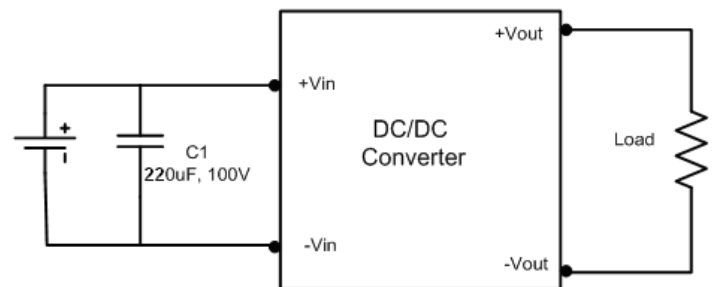 +Vout
+Vin
+
DC/DC
Converter
Load
C1
220uF, 100V
-Vin
-Vout